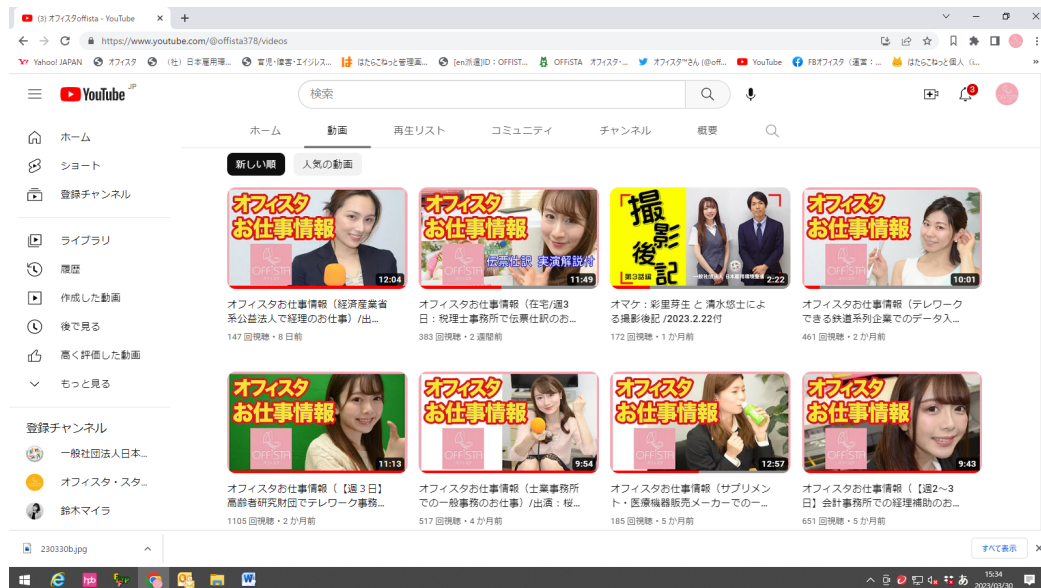 (3) オフィスタoffista - YouTube
https://www.youtube.com/@offista378/videos
Yahoo! JAPAN
オフィスタ
(社) 日本雇用環...
育児・障害・エイジレス...
はたらこねっと管理画...
[en派遣]ID:OFFIST...
OFFiSTA オフィスタ・...
オフィスタ™さん (@off...
YouTube
FBオフィスタ（運営：...
はたらこねっと個人（i...
»
YouTube JP
検索
3
ホーム
ショート
登録チャンネル
ライブラリ
履歴
作成した動画
後で見る
高く評価した動画
もっと見る
登録チャンネル
一般社団法人日本...
オフィスタ・スタ...
鈴木マイラ
ホーム
動画
再生リスト
コミュニティ
チャンネル
概要
新しい順
人気の動画
オフィスタ
お仕事情報
OFFiSTA
12:04
オフィスタお仕事情報（経済産業省
系公益法人で経理のお仕事）/出...
147 回視聴・8 日前
オフィスタ
お仕事情報
伝票仕訳 実演解説付
11:49
オフィスタお仕事情報（在宅/週3
日：税理士事務所で伝票仕訳のお...
383 回視聴・2 週間前
撮影後記
第3話編
一般社団法人 日本雇用環境整備
2:22
オマケ：彩里芽生 と 清水悠士によ
る撮影後記 /2023.2.22付
172 回視聴・1 か月前
オフィスタ
お仕事情報
OFFiSTA
10:01
オフィスタお仕事情報（テレワーク
できる鉄道系列企業でのデータ入...
461 回視聴・2 か月前
オフィスタ
お仕事情報
OFFiSTA
11:13
オフィスタお仕事情報（【週３日】
高齢者研究財団でテレワーク事務...
1105 回視聴・2 か月前
オフィスタ
お仕事情報
OFFiSTA
9:54
オフィスタお仕事情報（士業事務所
での一般事務のお仕事）/出演：桜...
517 回視聴・4 か月前
オフィスタ
お仕事情報
OFFiSTA
12:57
オフィスタお仕事情報（サプリメン
ト・医療機器販売メーカーでの一...
185 回視聴・5 か月前
オフィスタ
お仕事情報
OFFiSTA
9:43
オフィスタお仕事情報（【週2～3
日】会計事務所での経理補助のお...
651 回視聴・5 か月前
230330b.jpg
すべて表示
hpb
あ
15:34
2023/03/30